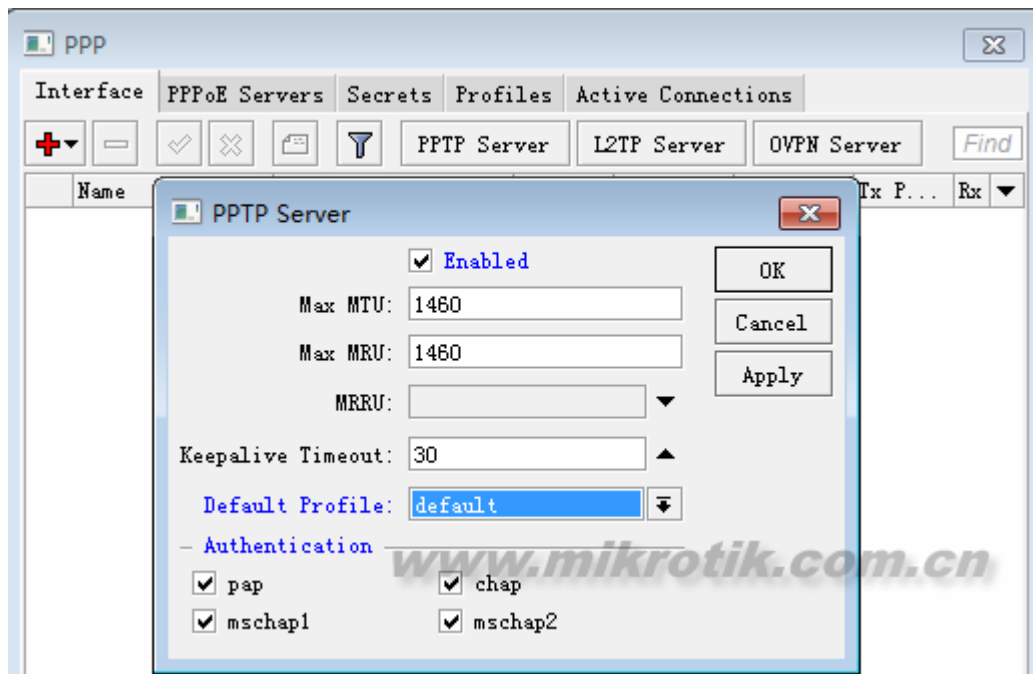 PPP
Interface PPPoE Servers Secrets Profiles Active Connections
PPTP Server L2TP Server OVPN Server Find
Name Tx P... Rx
PPTP Server
Enabled
OK
Max MTU: 1460
Cancel
Max MRU: 1460
Apply
MRRU:
Keepalive Timeout: 30
Default Profile: default
Authentication
www.mikrotik.com.cn
pap chap
mschap1 mschap2